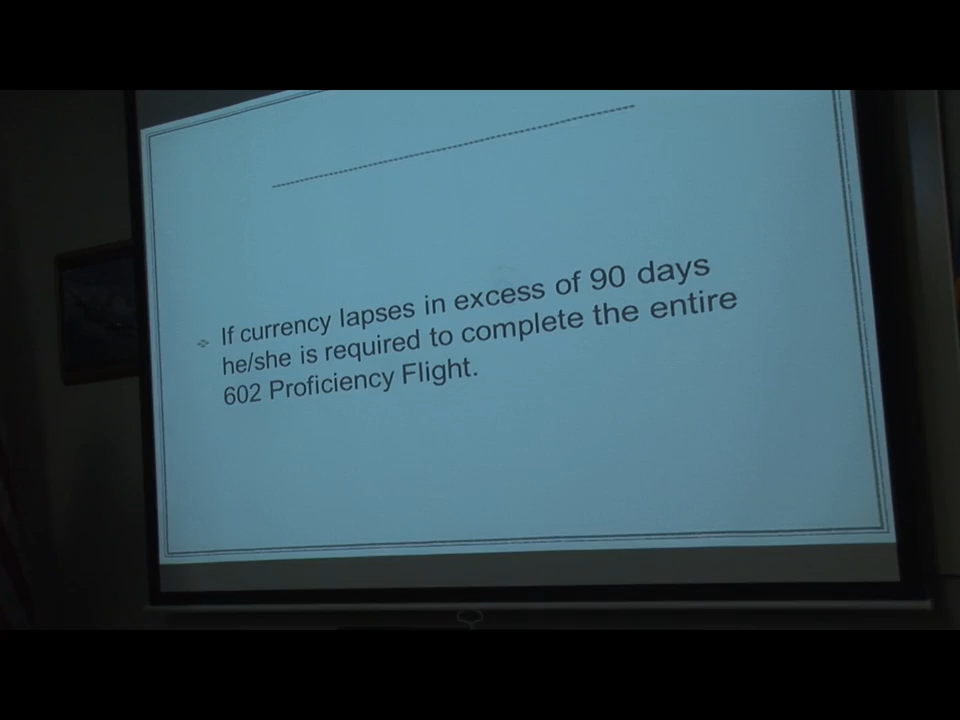 If currency lapses in excess of 90 days
he/she is required to complete the entire
602 Proficiency Flight.